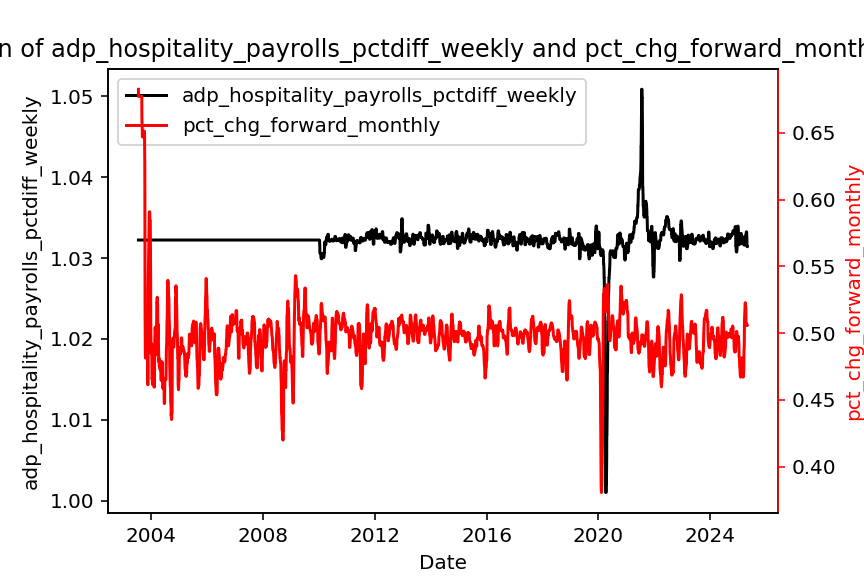 n of adp_hospitality_payrolls_pctdiff_weekly and pct_chg_forward_month
adp_hospitality_payrolls_pctdiff_weekly
pct_chg_forward_monthly
adp_hospitality_payrolls_pctdiff_weekly
1.05
1.04
1.03
1.02
1.01
1.00
0.65
0.60
0.55
0.50
0.45
0.40
pct_chg_forward_monthly
2004 2008 2012 2016 2020 2024
Date